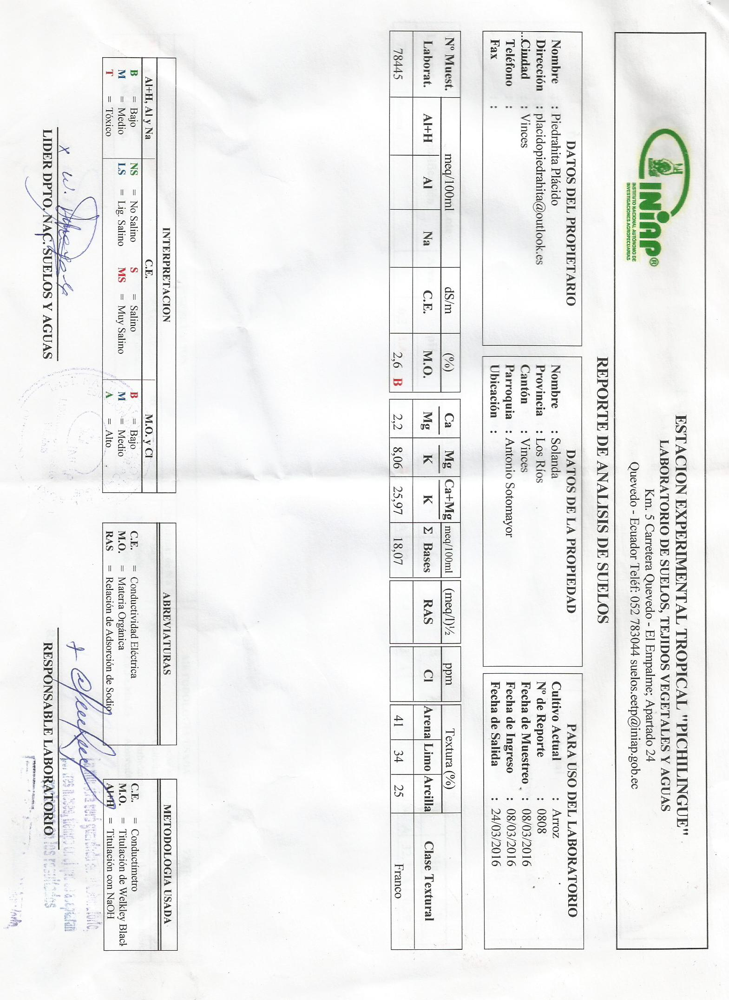 INIAP®
INSTITUTO NACIONAL AUTÓNOMO DE
INVESTIGACIONES AGROPECUARIAS
ESTACION EXPERIMENTAL TROPICAL "PICHILINGUE"
LABORATORIO DE SUELOS, TEJIDOS VEGETALES Y AGUAS
Km. 5 Carretera Quevedo - El Empalme; Apartado 24
Quevedo - Ecuador Teléf: 052 783044 suelos.eetp@iniap.gob.ec
REPORTE DE ANALISIS DE SUELOS
DATOS DEL PROPIETARIO
Nombre : Piedrahita Plácido
Dirección : placidopiedrahita@outlook.es
Ciudad : Vinces
Teléfono :
Fax :
DATOS DE LA PROPIEDAD
Nombre : Solanda
Provincia : Los Ríos
Cantón : Vinces
Parroquia : Antonio Sotomayor
Ubicación :
PARA USO DEL LABORATORIO
Cultivo Actual : Arroz
Nº de Reporte : 0808
Fecha de Muestreo : 08/03/2016
Fecha de Ingreso : 08/03/2016
Fecha de Salida : 24/03/2016
Nº Muest. meq/100ml dS/m (%) Ca Mg Ca+Mg meq/100ml (meq/l)½ ppm Textura (%) Clase Textural
Laborat. Al+H Al Na C.E. M.O. Mg K K Σ Bases RAS Cl Arena Limo Arcilla
78445 2,6 B 2,2 8,06 25,97 18,07 41 34 25 Franco
INTERPRETACION
Al+H, Al y Na C.E. M.O. y Cl
B = Bajo NS = No Salino S = Salino B = Bajo
M = Medio LS = Lig. Salino MS = Muy Salino M = Medio
T = Tóxico A = Alto
ABREVIATURAS
C.E. = Conductividad Eléctrica
M.O. = Materia Orgánica
RAS = Relación de Adsorción de Sodio
METODOLOGIA USADA
C.E. = Conductímetro
M.O. = Titulación de Welkley Black
Al+H = Titulación con NaOH
LIDER DPTO. NAC. SUELOS Y AGUAS
RESPONSABLE LABORATORIO